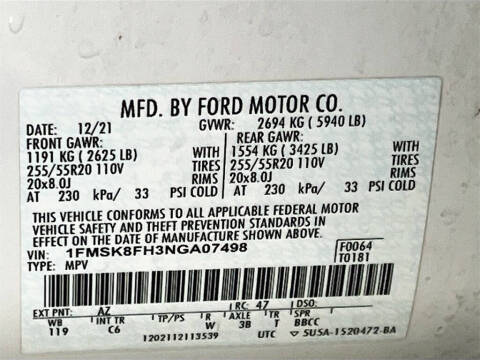 MFD. BY FORD MOTOR CO.
DATE: 12/21 GVWR: 2694 KG ( 5940 LB)
FRONT GAWR: REAR GAWR:
1191 KG ( 2625 LB) WITH 1554 KG ( 3425 LB) WITH
255/55R20 110V TIRES 255/55R20 110V TIRES
20x8.0J RIMS 20x8.0J RIMS
AT 230 kPa/ 33 PSI COLD AT 230 kPa/ 33 PSI COLD
THIS VEHICLE CONFORMS TO ALL APPLICABLE FEDERAL MOTOR
VEHICLE SAFETY AND BUMPER AND THEFT PREVENTION STANDARDS
IN EFFECT ON THE DATE OF MANUFACTURE SHOWN ABOVE.
VIN: 1FMSK8FH3NGA07498 F0064
TYPE: MPV T0181
EXT PNT: AZ RC: 47 DSO:
WB INT TR TP/PS R AXLE TR SPR
119 C6 W 3B T BBCC
1202112113539 UTC SU5A-1520472-BA